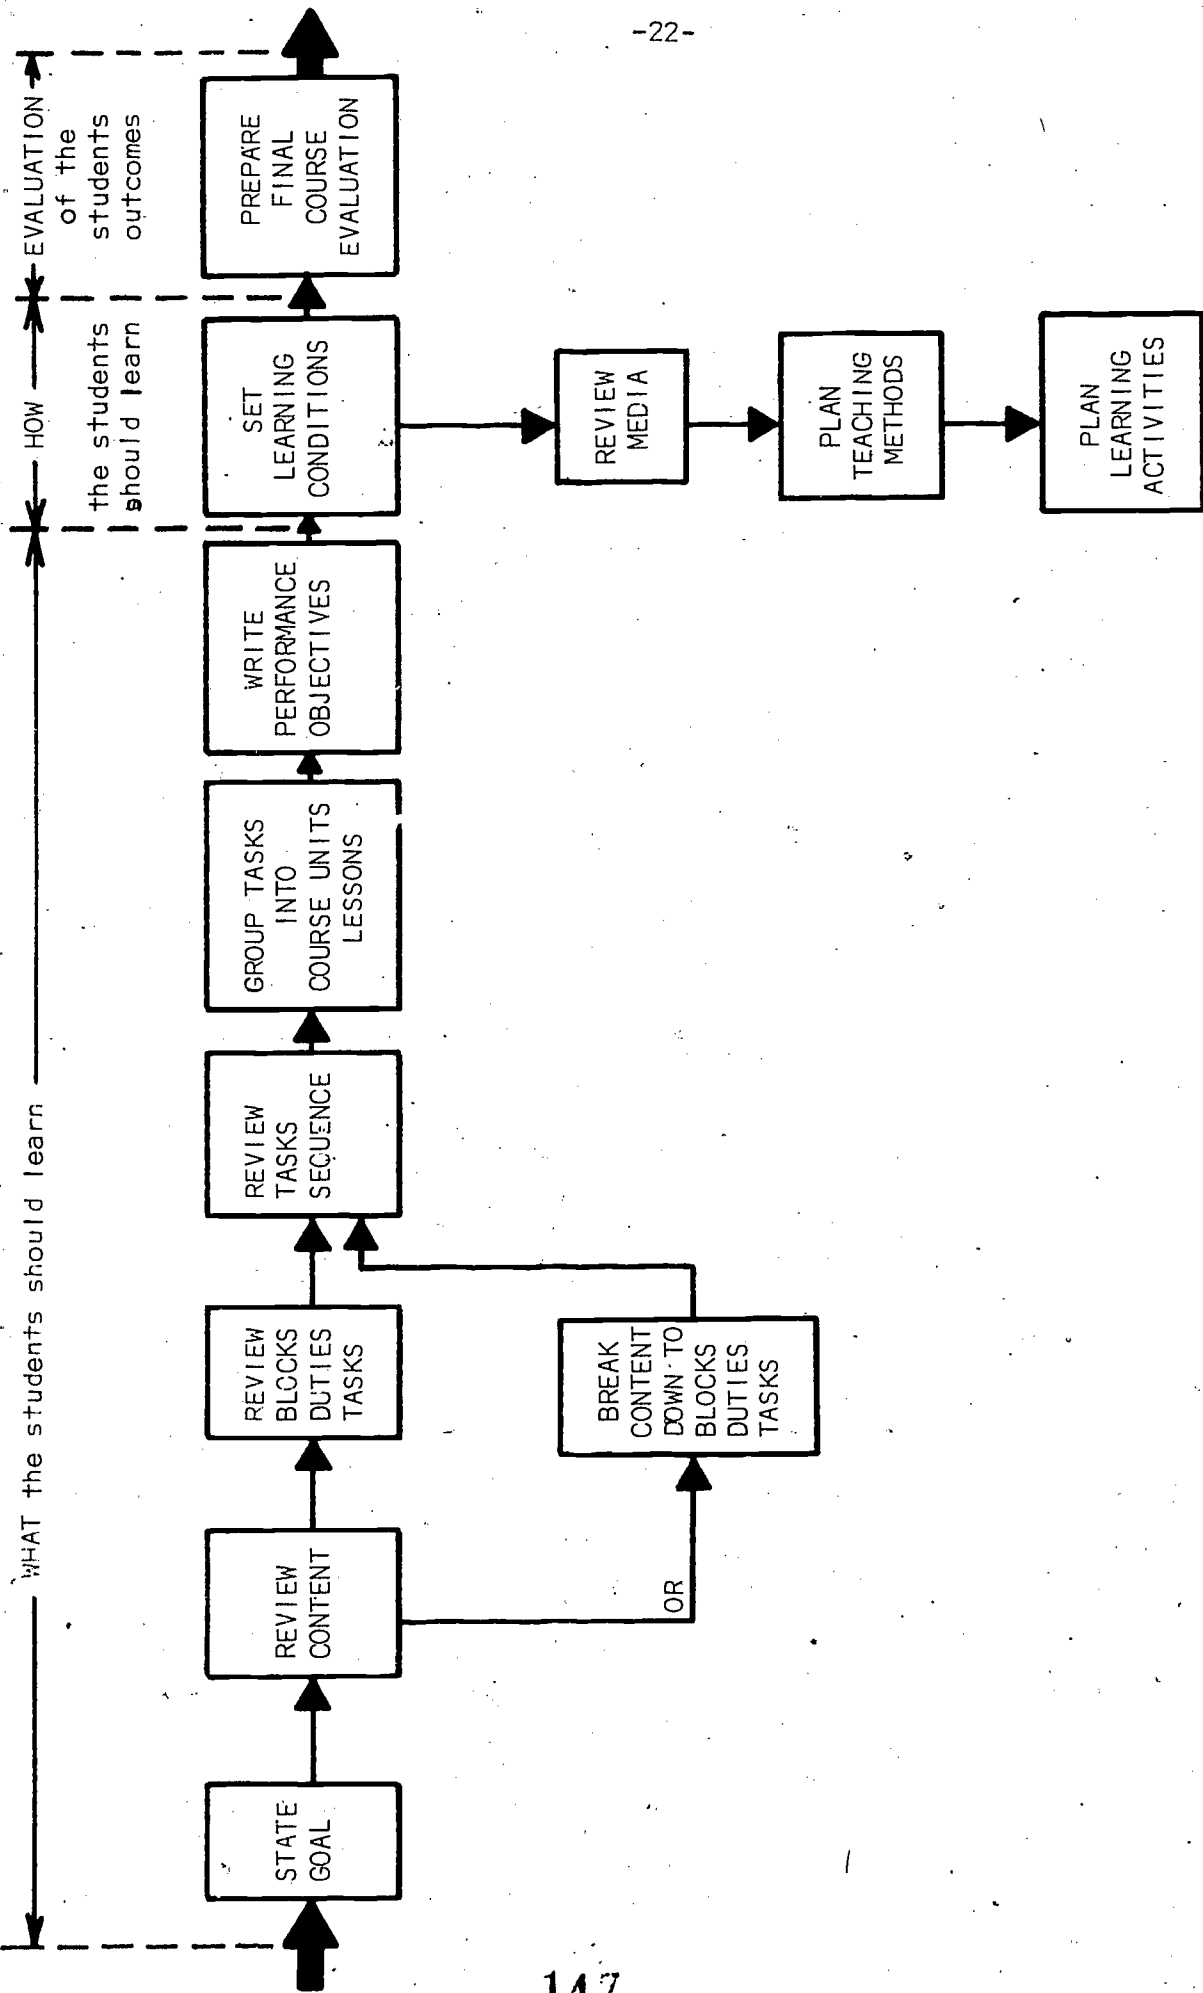 -22-
WHAT the students should learn
HOW
the students
should learn
EVALUATION
of the
students
outcomes
STATE
GOAL
REVIEW
CONTENT
REVIEW
BLOCKS
DUTIES
TASKS
REVIEW
TASKS
SEQUENCE
GROUP TASKS
INTO
COURSE UNITS
LESSONS
WRITE
PERFORMANCE
OBJECTIVES
SET
LEARNING
CONDITIONS
PREPARE
FINAL
COURSE
EVALUATION
OR
BREAK
CONTENT
DOWN TO
BLOCKS
DUTIES
TASKS
REVIEW
MEDIA
PLAN
TEACHING
METHODS
PLAN
LEARNING
ACTIVITIES
147